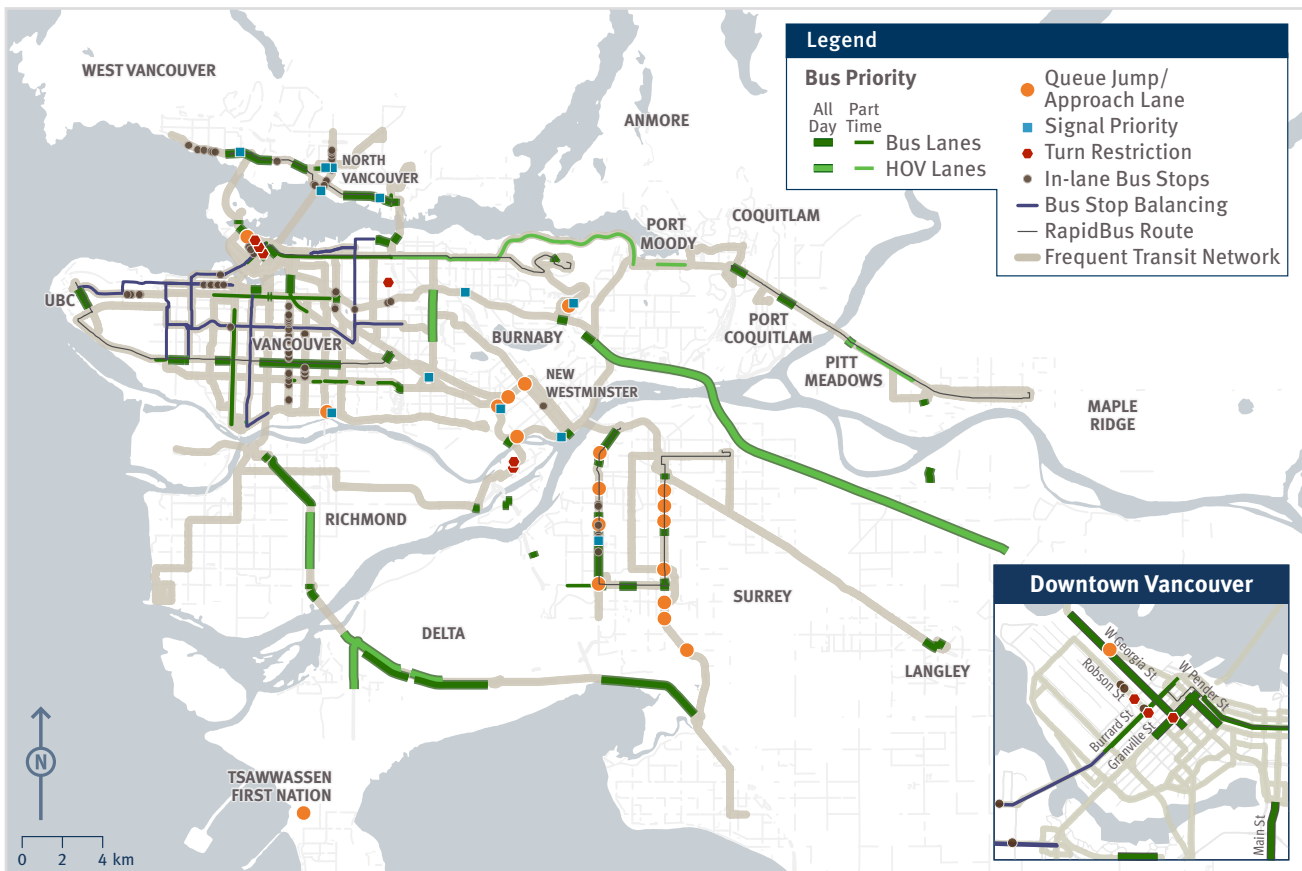 Legend
Bus Priority
All
Day
Part
Time
Bus Lanes
HOV Lanes
Queue Jump/
Approach Lane
Signal Priority
Turn Restriction
In-lane Bus Stops
Bus Stop Balancing
RapidBus Route
Frequent Transit Network
WEST VANCOUVER
ANMORE
NORTH
VANCOUVER
PORT
MOODY
COQUITLAM
UBC
VANCOUVER
BURNABY
PORT
COQUITLAM
PITT
MEADOWS
NEW
WESTMINSTER
MAPLE
RIDGE
RICHMOND
SURREY
DELTA
LANGLEY
TSAWWASSEN
FIRST NATION
N
0 2 4 km
Downtown Vancouver
W Georgia St
W Pender St
Robson St
Burrard St
Granville St
Main St